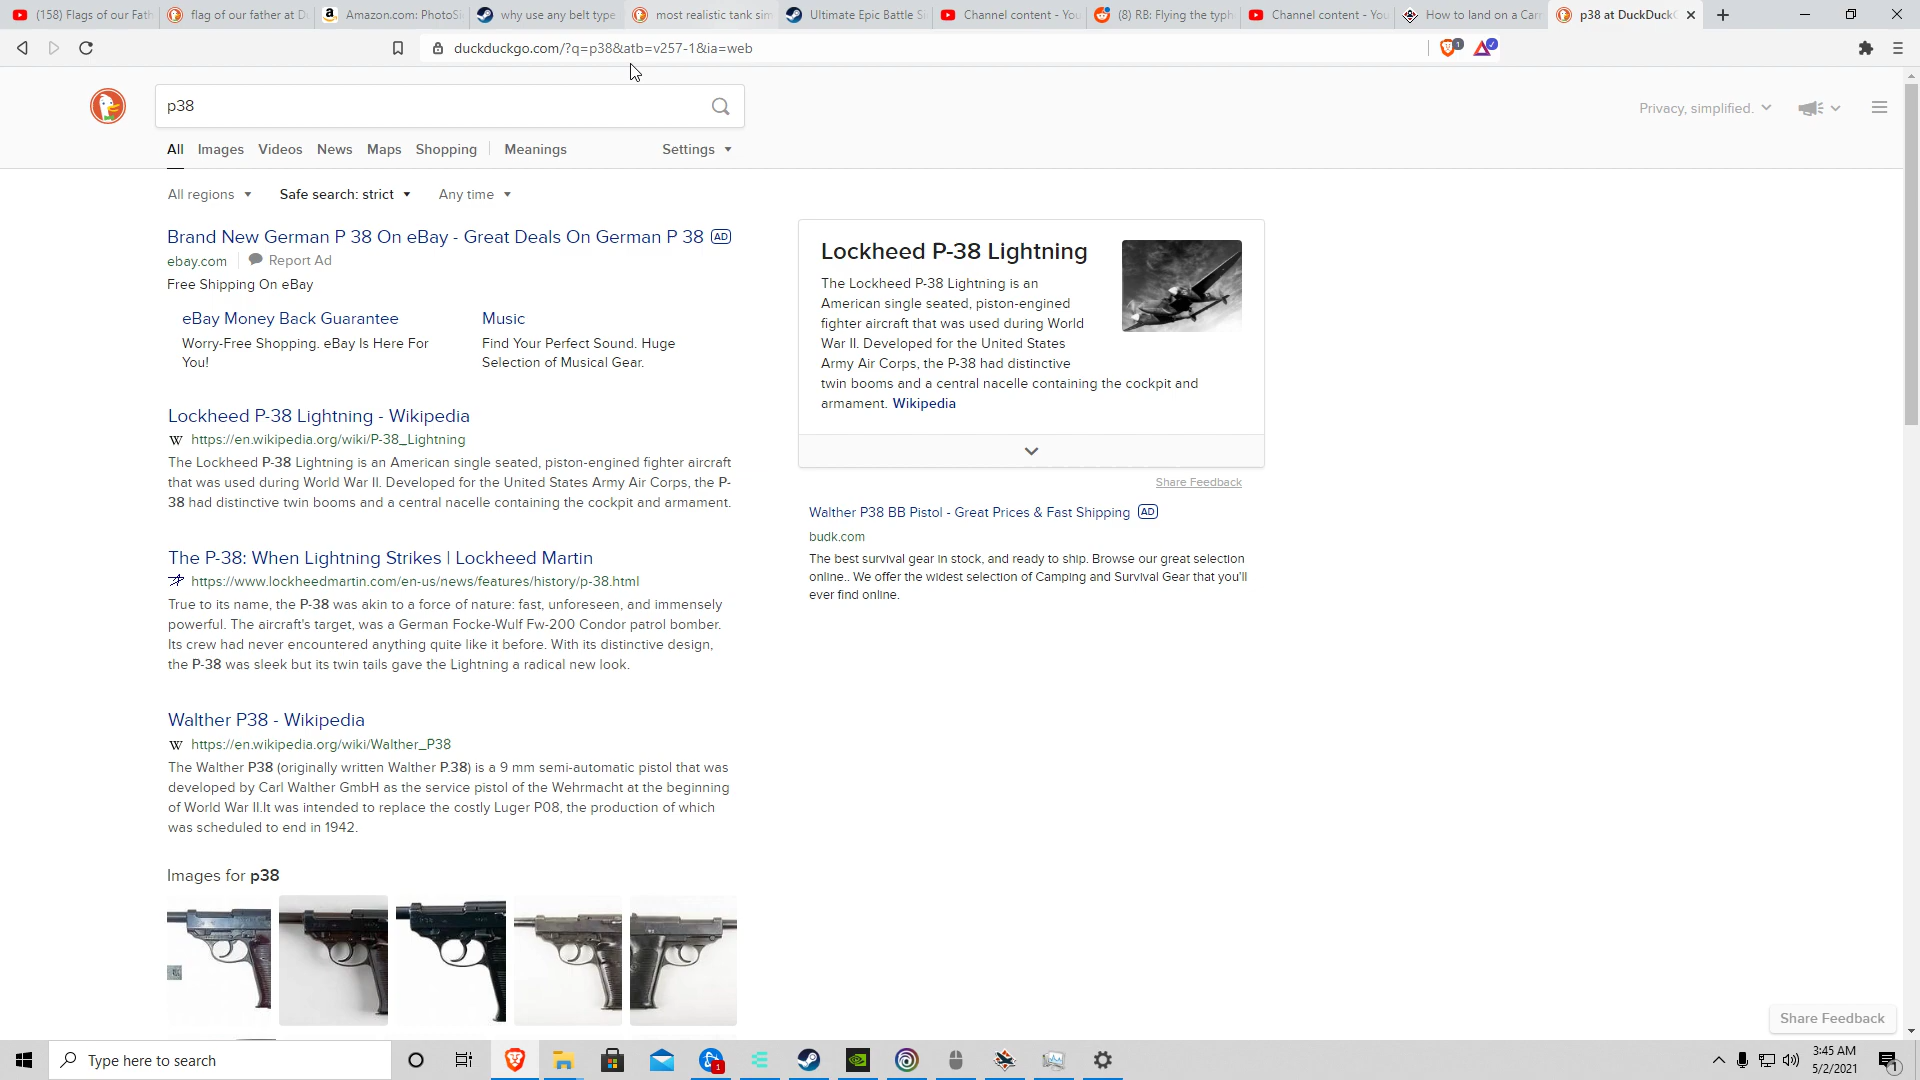 (158) Flags of our Fath
flag of our father at Du
Amazon.com: PhotoSi
why use any belt type
most realistic tank sim
Ultimate Epic Battle Si
Channel content - You
(8) RB: Flying the typh
Channel content - You
How to land on a Carr
p38 at DuckDuckG
duckduckgo.com/?q=p38&atb=v257-1&ia=web
p38
Privacy, simplified.
All Images Videos News Maps Shopping Meanings Settings
All regions Safe search: strict Any time
Brand New German P 38 On eBay - Great Deals On German P 38 AD
ebay.com Report Ad
Free Shipping On eBay
eBay Money Back Guarantee
Worry-Free Shopping. eBay Is Here For
You!
Music
Find Your Perfect Sound. Huge
Selection of Musical Gear.
Lockheed P-38 Lightning - Wikipedia
W https://en.wikipedia.org/wiki/P-38_Lightning
The Lockheed P-38 Lightning is an American single seated, piston-engined fighter aircraft
that was used during World War II. Developed for the United States Army Air Corps, the P-
38 had distinctive twin booms and a central nacelle containing the cockpit and armament.
The P-38: When Lightning Strikes | Lockheed Martin
https://www.lockheedmartin.com/en-us/news/features/history/p-38.html
True to its name, the P-38 was akin to a force of nature: fast, unforeseen, and immensely
powerful. The aircraft's target, was a German Focke-Wulf Fw-200 Condor patrol bomber.
Its crew had never encountered anything quite like it before. With its distinctive design,
the P-38 was sleek but its twin tails gave the Lightning a radical new look.
Walther P38 - Wikipedia
W https://en.wikipedia.org/wiki/Walther_P38
The Walther P38 (originally written Walther P.38) is a 9 mm semi-automatic pistol that was
developed by Carl Walther GmbH as the service pistol of the Wehrmacht at the beginning
of World War II.It was intended to replace the costly Luger P08, the production of which
was scheduled to end in 1942.
Images for p38
Lockheed P-38 Lightning
The Lockheed P-38 Lightning is an
American single seated, piston-engined
fighter aircraft that was used during World
War II. Developed for the United States
Army Air Corps, the P-38 had distinctive
twin booms and a central nacelle containing the cockpit and
armament. Wikipedia
Share Feedback
Walther P38 BB Pistol - Great Prices & Fast Shipping AD
budk.com
The best survival gear in stock, and ready to ship. Browse our great selection
online.. We offer the widest selection of Camping and Survival Gear that you'll
ever find online.
Share Feedback
Type here to search
3:45 AM
5/2/2021